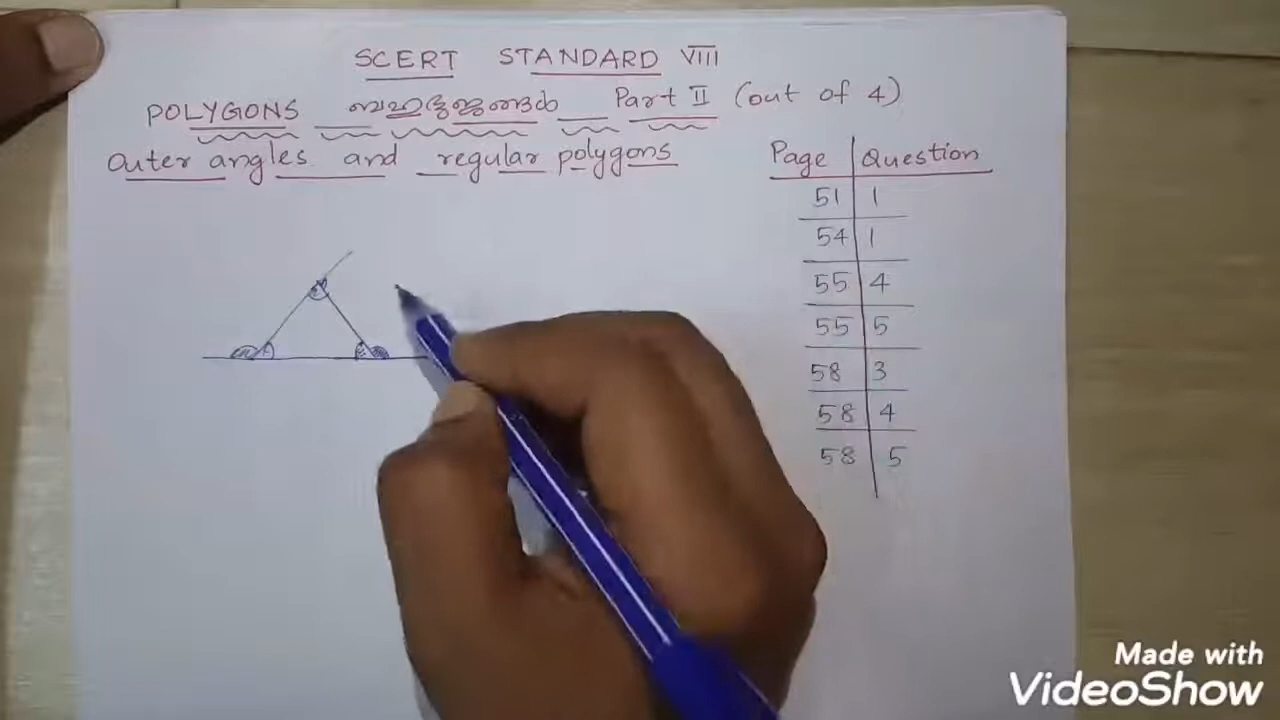 SCERT STANDARD VIII
POLYGONS ബഹുഭുജങ്ങൾ Part II (out of 4)
Outer angles and regular polygons
Page Question
51 1
54 1
55 4
55 5
58 3
58 4
58 5
Made with
VideoShow